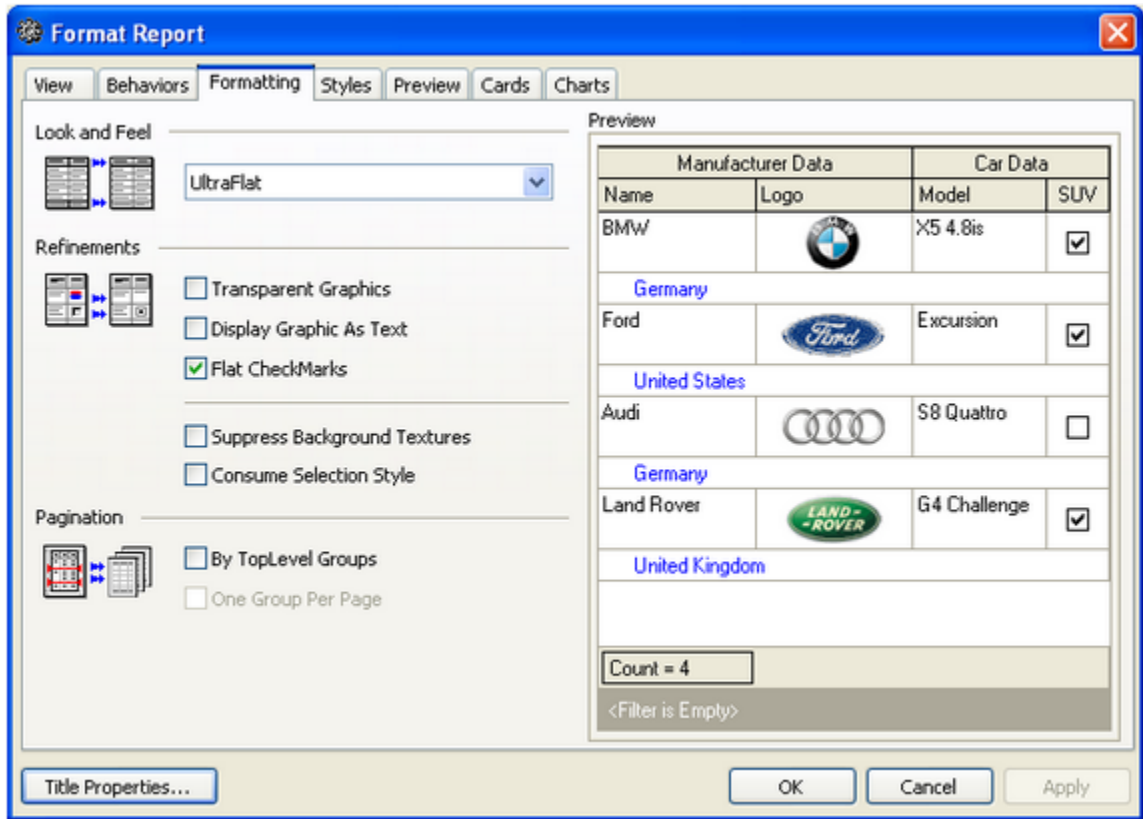 Format Report
View Behaviors Formatting Styles Preview Cards Charts
Look and Feel
UltraFlat
Refinements
Transparent Graphics
Display Graphic As Text
Flat CheckMarks
Suppress Background Textures
Consume Selection Style
Pagination
By TopLevel Groups
One Group Per Page
Preview
Manufacturer Data Car Data
Name Logo Model SUV
BMW X5 4.8is
Germany
Ford Ford Excursion
United States
Audi S8 Quattro
Germany
Land Rover LAND- -ROVER G4 Challenge
United Kingdom
Count = 4
<Filter is Empty>
Title Properties... OK Cancel Apply